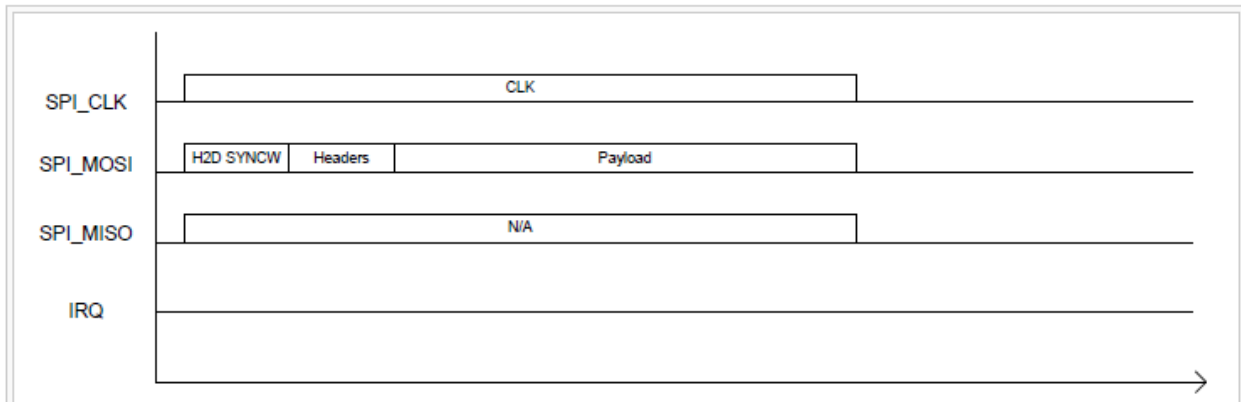 SPI_CLK CLK
SPI_MOSI H2D SYNCW Headers Payload
SPI_MISO N/A
IRQ